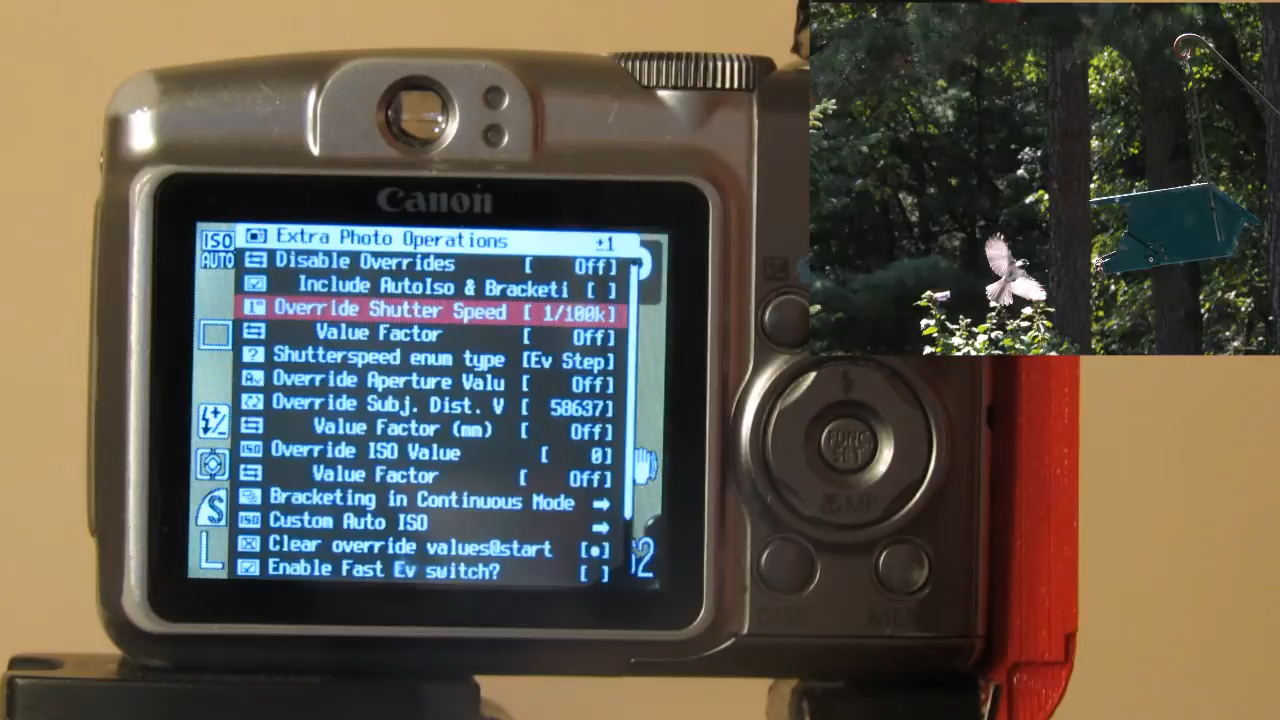 Canon
ISO AUTO
Extra Photo Operations ±1
Disable Overrides [ Off]
Include AutoIso & Bracketi [ ]
Override Shutter Speed [ 1/100k]
Value Factor [ Off]
Shutterspeed enum type [Ev Step]
Override Aperture Valu [ Off]
Override Subj. Dist. V [ 58637]
Value Factor (mm) [ Off]
Override ISO Value [ 0]
Value Factor [ Off]
Bracketing in Continuous Mode →
Custom Auto ISO →
Clear override values@start [•]
Enable Fast Ev switch? [ ]
S
L
FUNC. SET